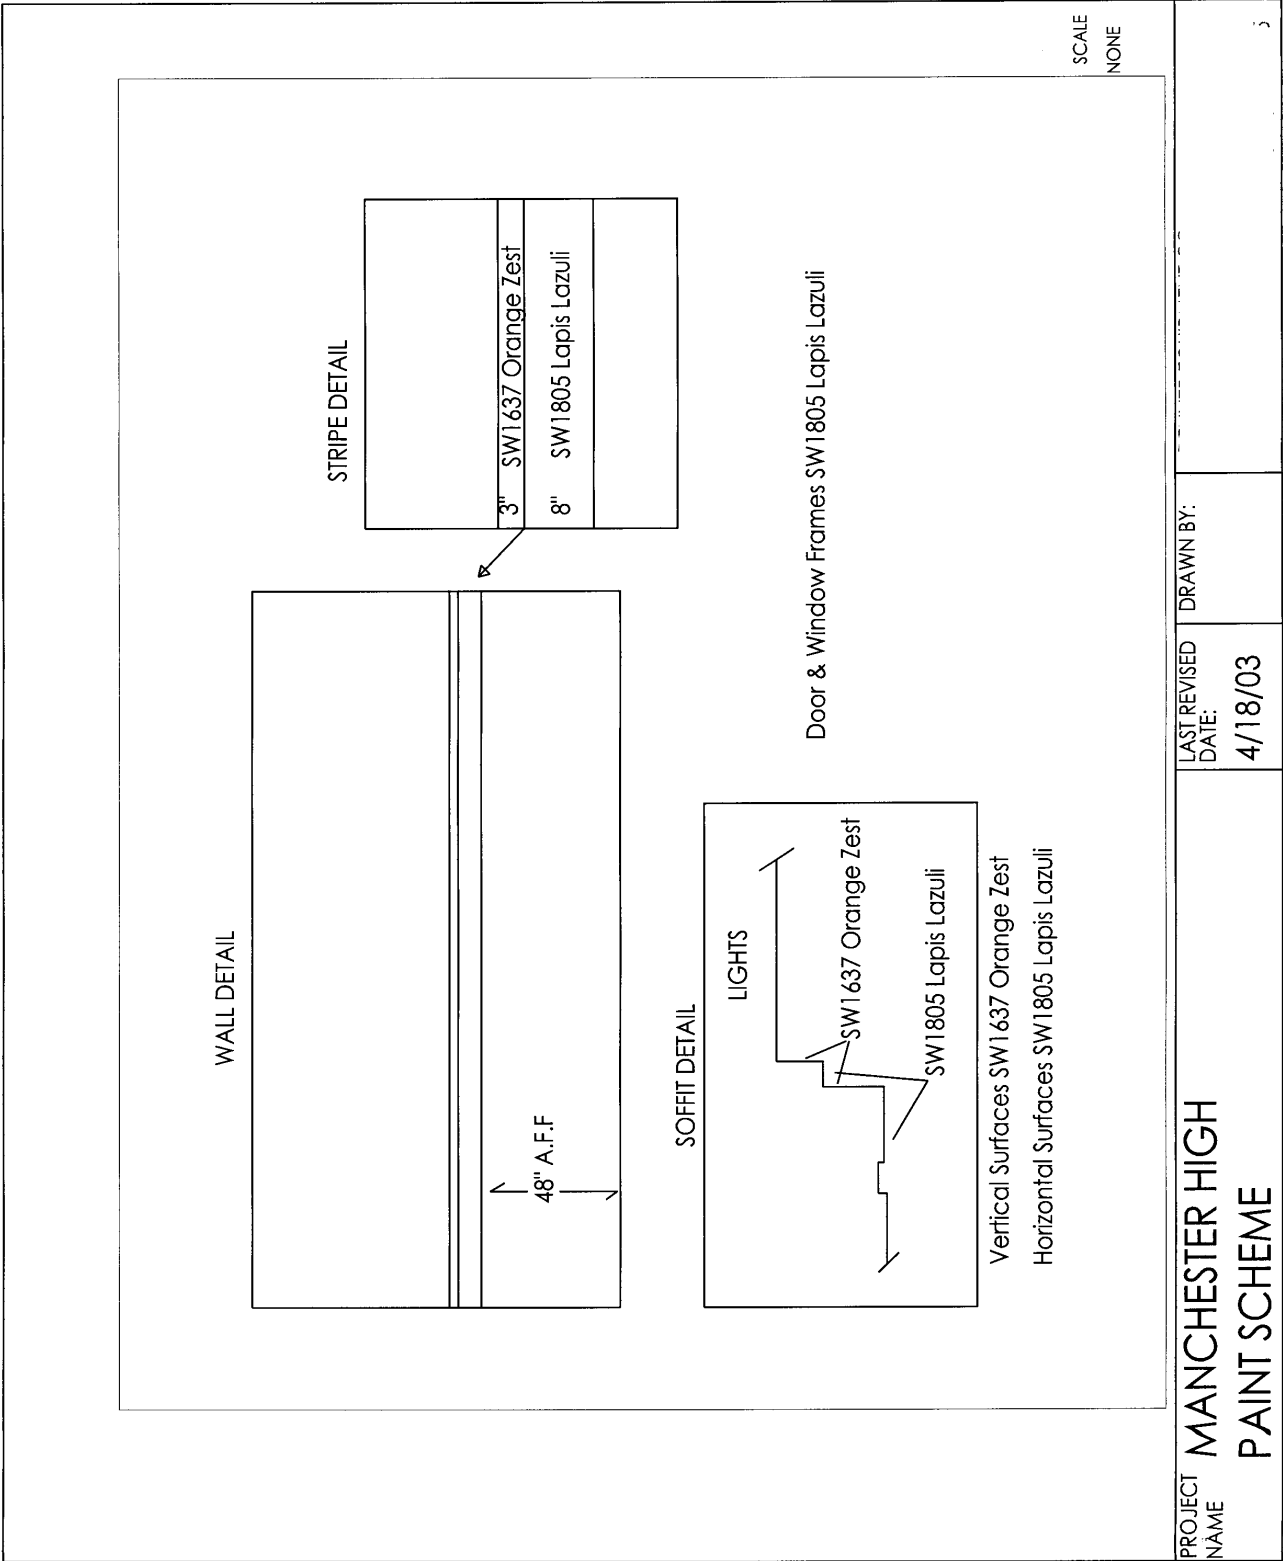 WALL DETAIL
48" A.F.F
STRIPE DETAIL
3" SW1637 Orange Zest
8" SW1805 Lapis Lazuli
SOFFIT DETAIL
LIGHTS
SW1637 Orange Zest
SW1805 Lapis Lazuli
Vertical Surfaces SW1637 Orange Zest
Horizontal Surfaces SW1805 Lapis Lazuli
Door & Window Frames SW1805 Lapis Lazuli
SCALE
NONE
PROJECT
NAME
MANCHESTER HIGH
PAINT SCHEME
LAST REVISED
DATE:
4/18/03
DRAWN BY: